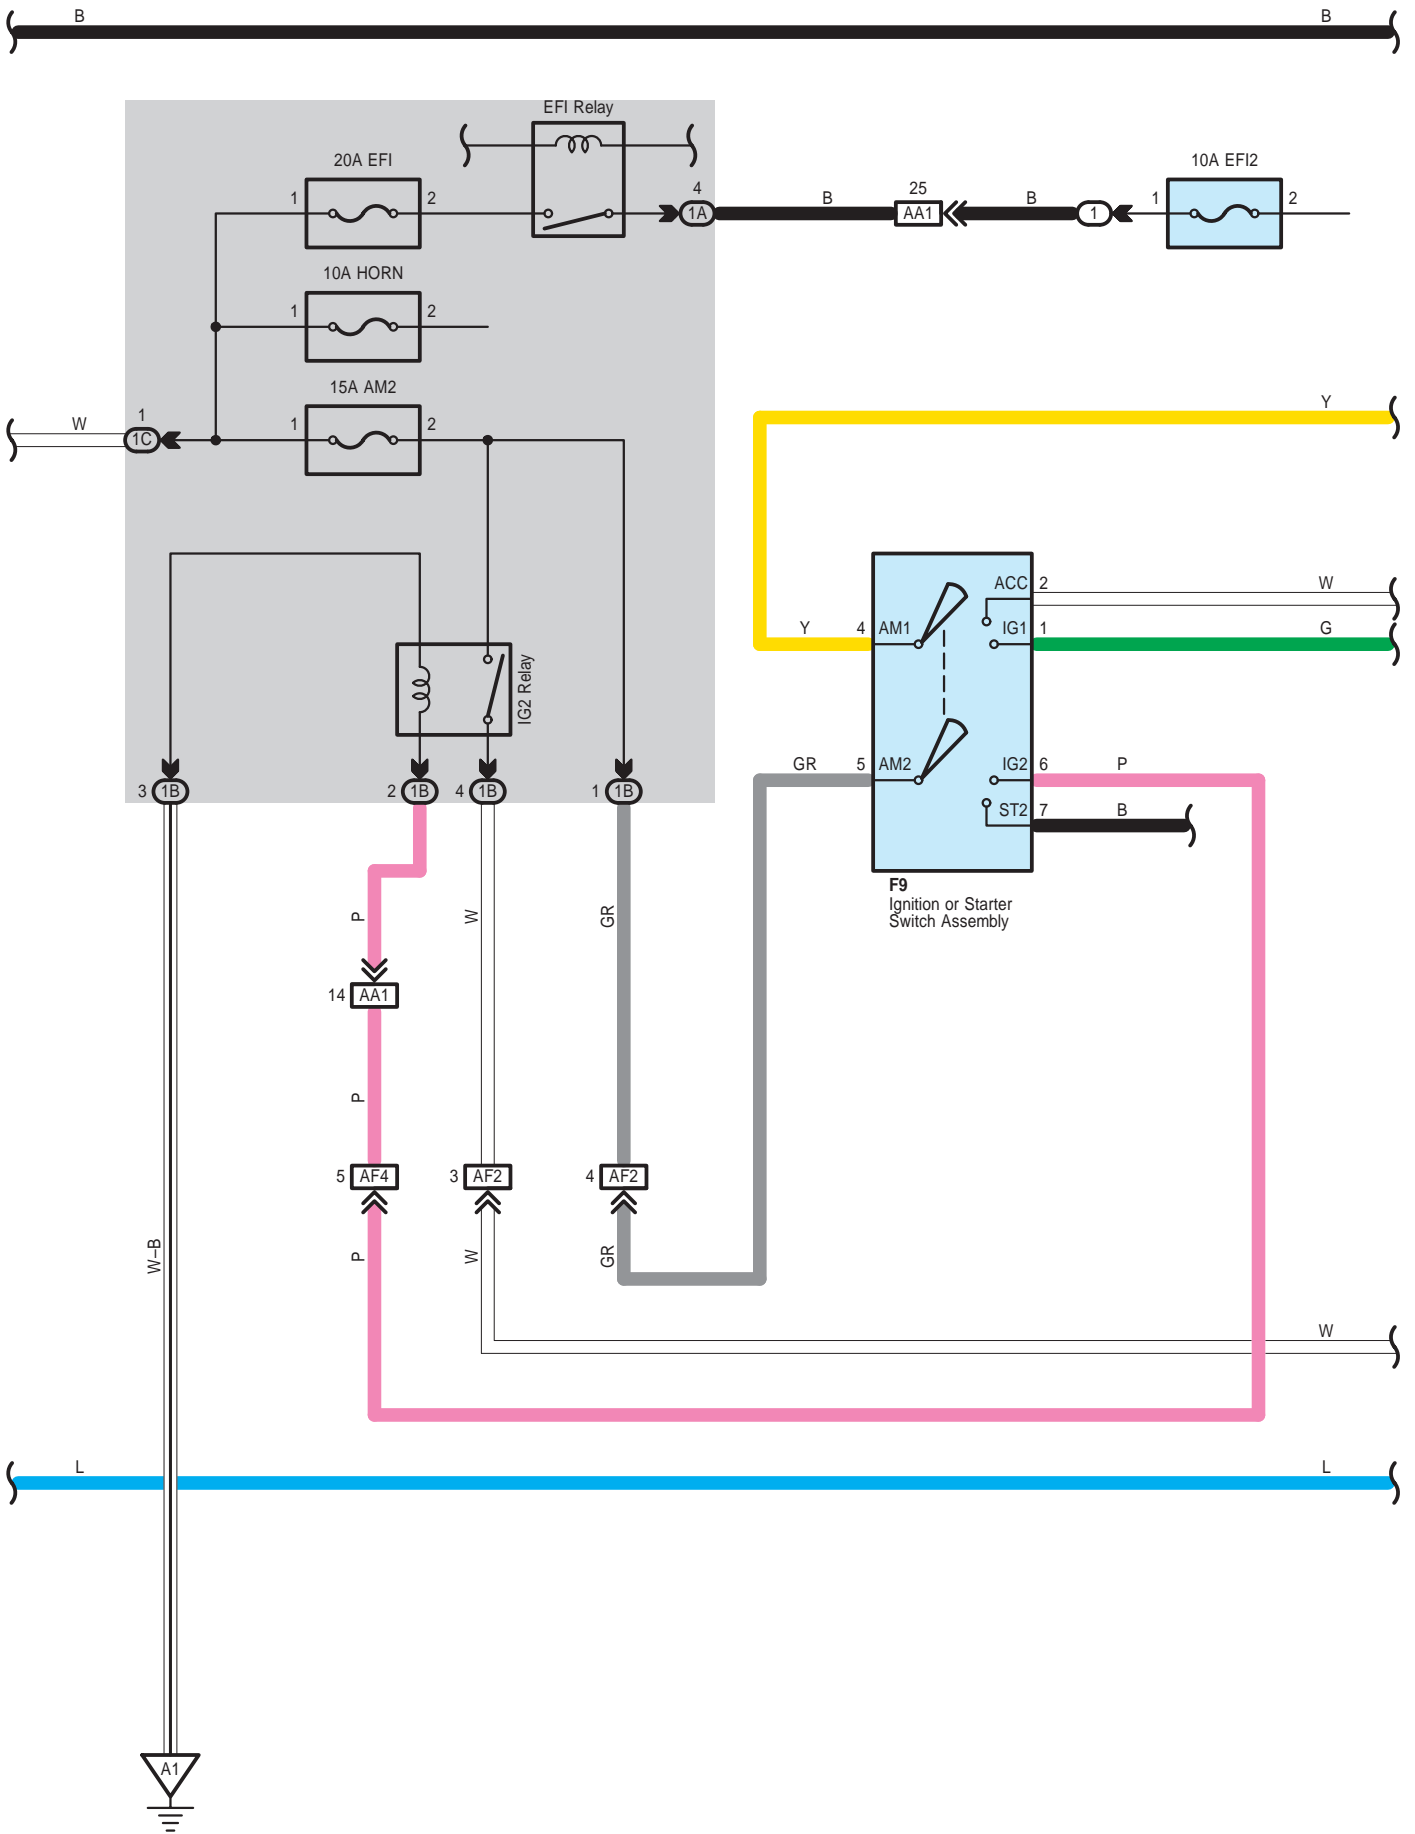 B B
EFI Relay
20A EFI
10A EFI2
1 2
4
1A
B
25
AA1
B
1
1 2
10A HORN
1 2
15A AM2
W
1
1C
1 2
Y
ACC 2 W
Y 4 AM1 IG1 1 G
IG2 Relay
GR 5 AM2 IG2 6 P
3 1B
2 1B
4 1B
1 1B
ST2 7 B
F9
Ignition or Starter
Switch Assembly
P W GR
14 AA1
P
5 AF4
3 AF2
4 AF2
W-B
P W GR
W
L L
A1